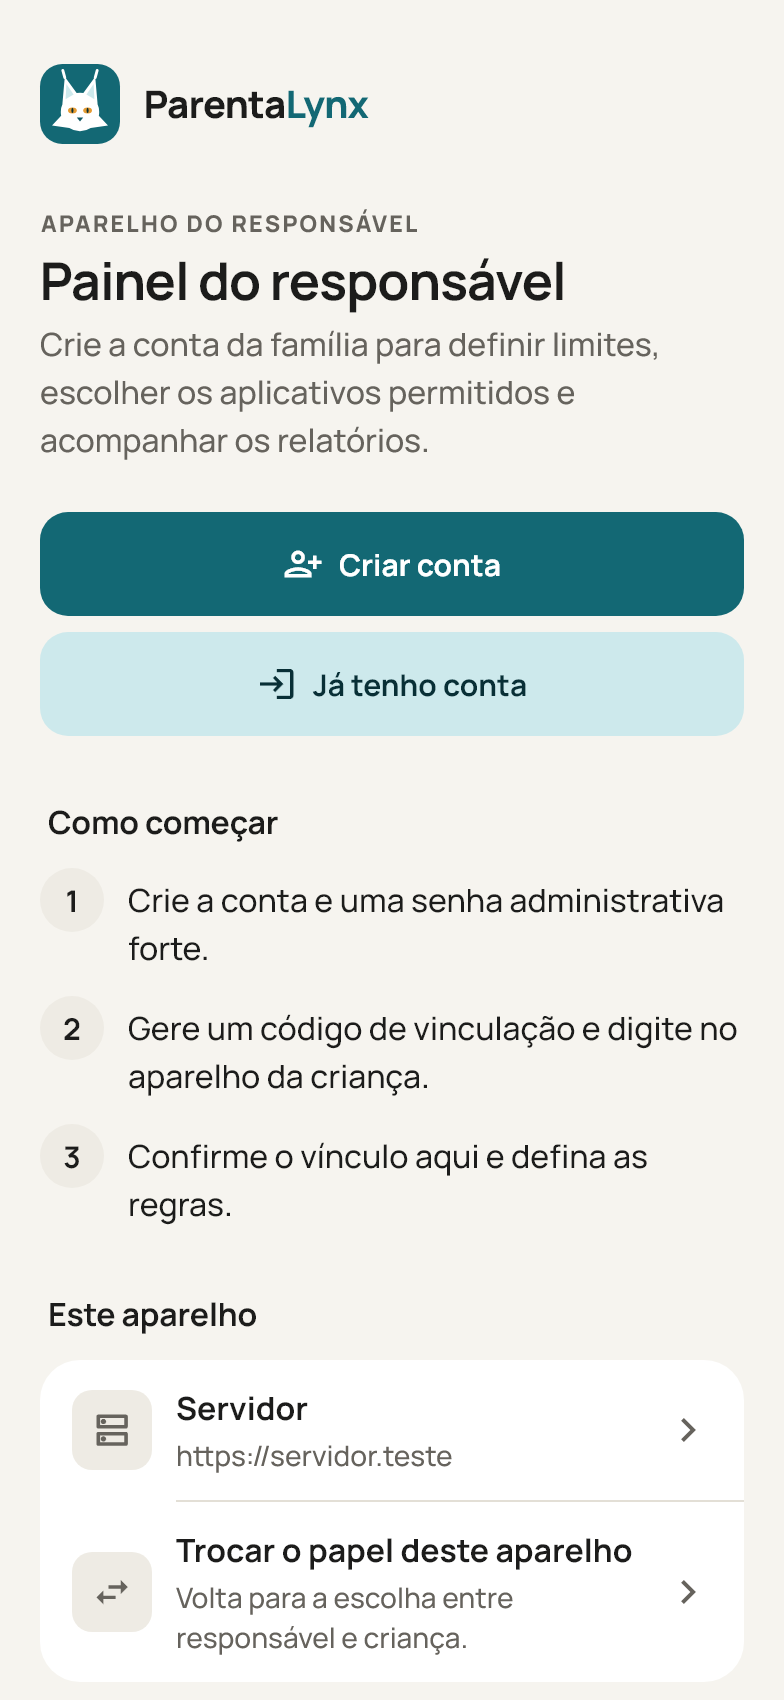 ParentaLynx
APARELHO DO RESPONSÁVEL
Painel do responsável
Crie a conta da família para definir limites,
escolher os aplicativos permitidos e
acompanhar os relatórios.
Criar conta
Já tenho conta
Como começar
1 Crie a conta e uma senha administrativa
forte.
2 Gere um código de vinculação e digite no
aparelho da criança.
3 Confirme o vínculo aqui e defina as
regras.
Este aparelho
Servidor
https://servidor.teste
Trocar o papel deste aparelho
Volta para a escolha entre
responsável e criança.